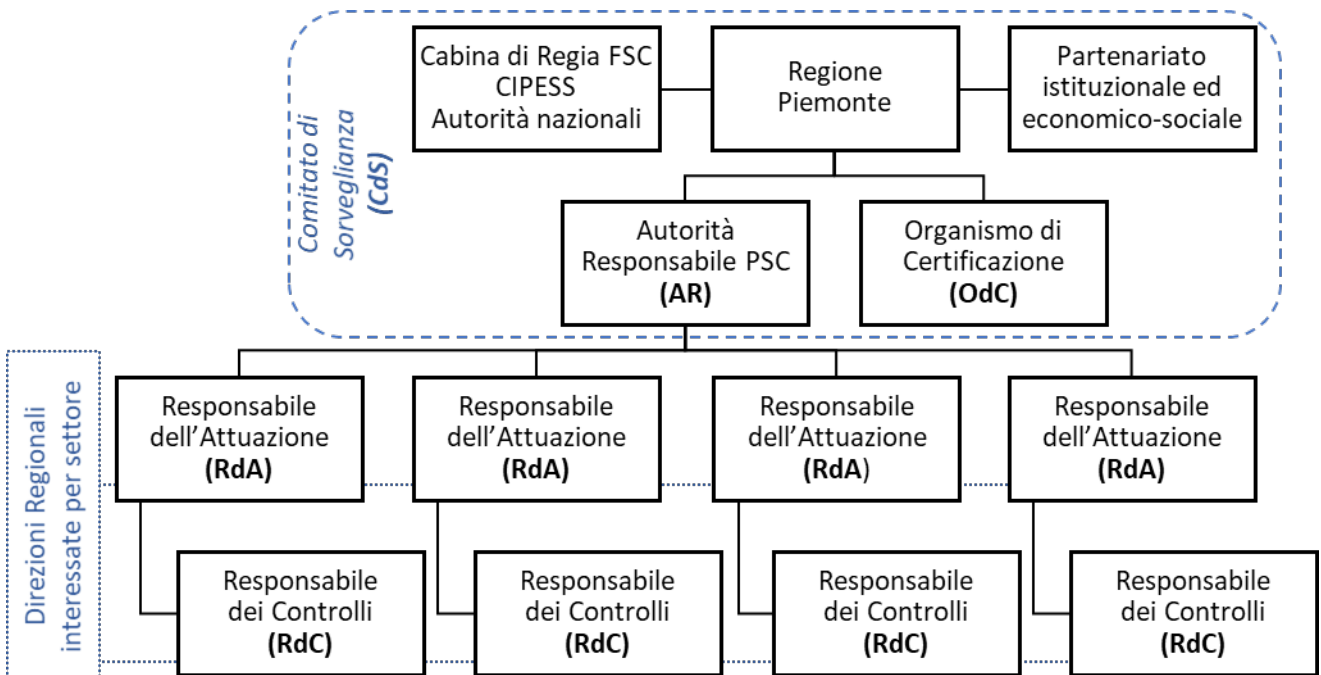 Comitato di
Sorveglianza
(CdS)
Cabina di Regia FSC
CIPESS
Autorità nazionali
Regione
Piemonte
Partenariato
istituzionale ed
economico-sociale
Autorità
Responsabile PSC
(AR)
Organismo di
Certificazione
(OdC)
Direzioni Regionali
interessate per settore
Responsabile
dell’Attuazione
(RdA)
Responsabile
dell’Attuazione
(RdA)
Responsabile
dell’Attuazione
(RdA)
Responsabile
dell’Attuazione
(RdA)
Responsabile
dei Controlli
(RdC)
Responsabile
dei Controlli
(RdC)
Responsabile
dei Controlli
(RdC)
Responsabile
dei Controlli
(RdC)